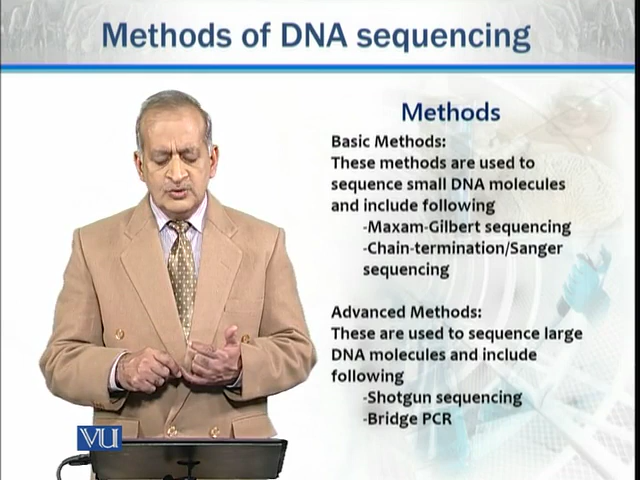 Methods of DNA sequencing
Methods
Basic Methods:
These methods are used to
sequence small DNA molecules
and include following
-Maxam-Gilbert sequencing
-Chain-termination/Sanger
sequencing
Advanced Methods:
These are used to sequence large
DNA molecules and include
following
-Shotgun sequencing
-Bridge PCR
VU